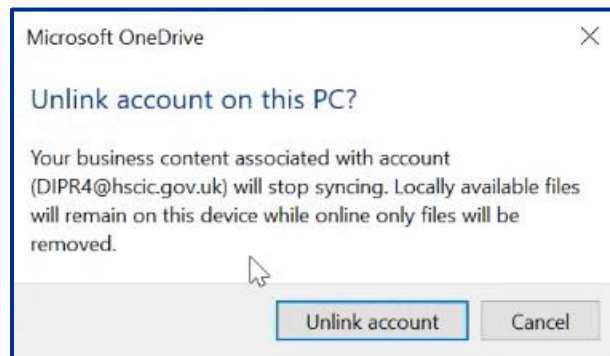 Microsoft OneDrive
Unlink account on this PC?
Your business content associated with account
(DIPR4@hscic.gov.uk) will stop syncing. Locally available files
will remain on this device while online only files will be
removed.
Unlink account
Cancel